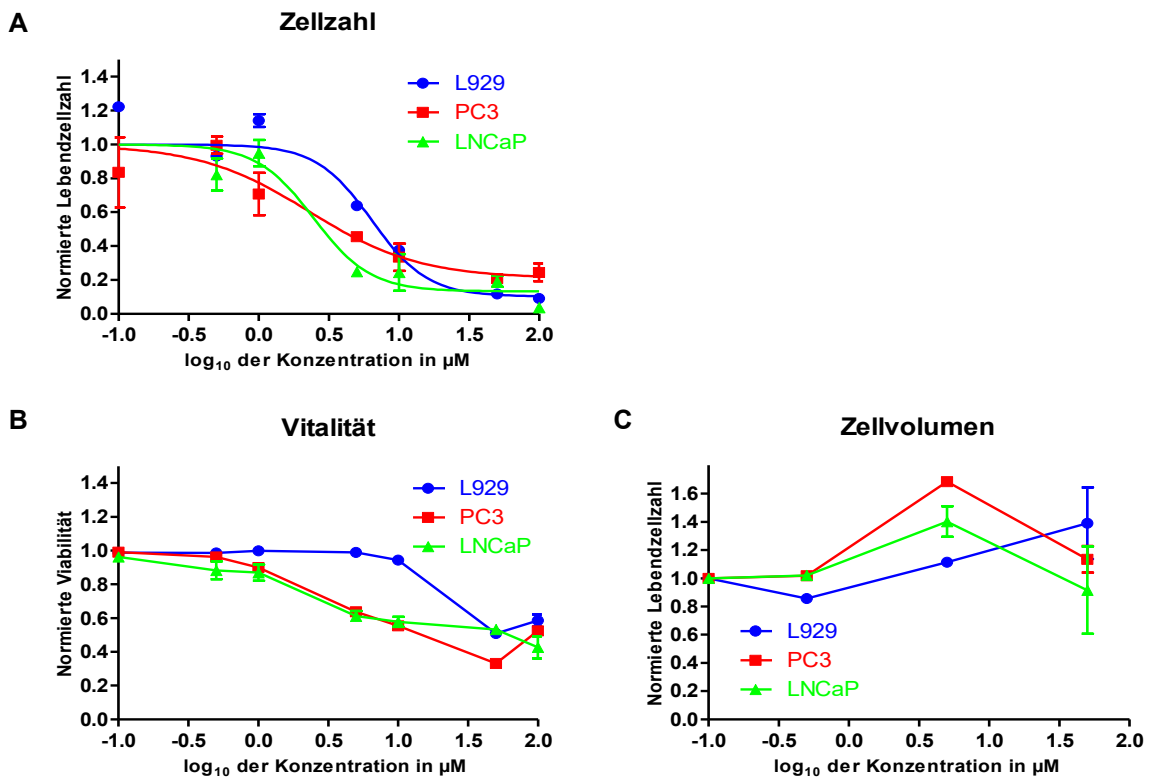 A
Zellzahl
Normierte Lebendzellzahl
1.4
1.2
1.0
0.8
0.6
0.4
0.2
0.0
L929
PC3
LNCaP
-1.0 -0.5 0.0 0.5 1.0 1.5 2.0
log₁₀ der Konzentration in µM
B
Vitalität
Normierte Viabilität
1.4
1.2
1.0
0.8
0.6
0.4
0.2
0.0
L929
PC3
LNCaP
-1.0 -0.5 0.0 0.5 1.0 1.5 2.0
log₁₀ der Konzentration in µM
C
Zellvolumen
Normierte Lebendzellzahl
1.6
1.4
1.2
1.0
0.8
0.6
0.4
0.2
0.0
L929
PC3
LNCaP
-1.0 -0.5 0.0 0.5 1.0 1.5 2.0
log₁₀ der Konzentration in µM